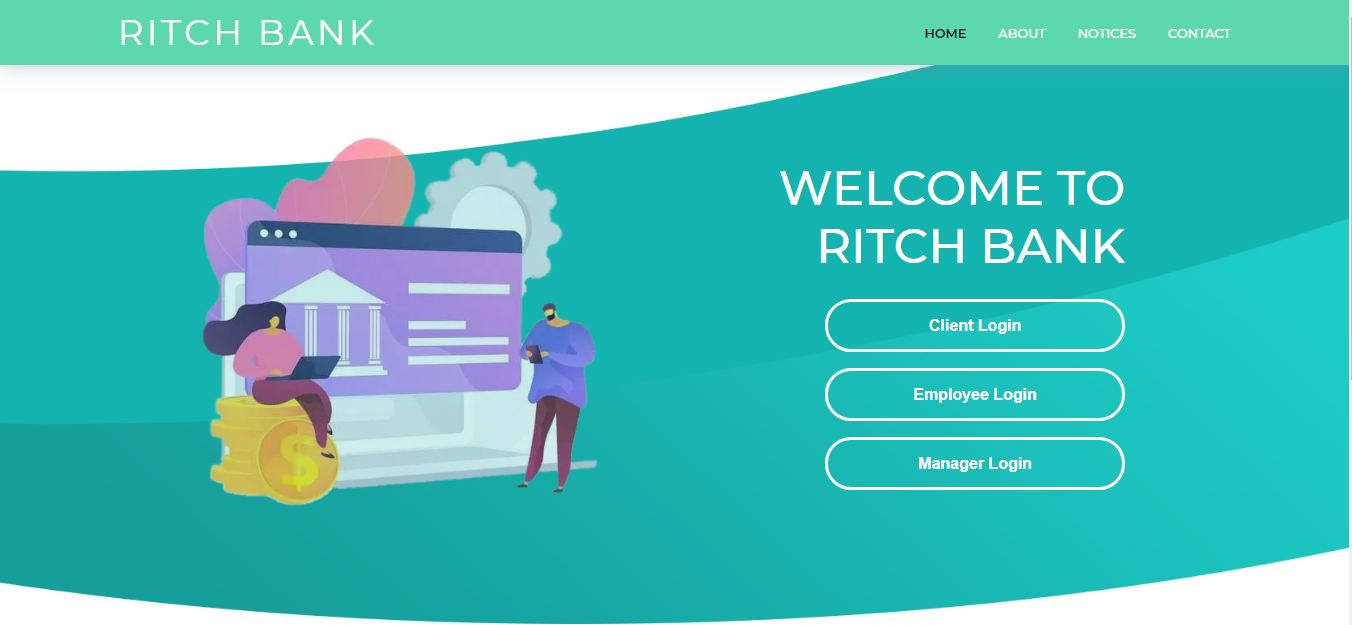 RITCH BANK
HOME ABOUT NOTICES CONTACT
WELCOME TO
RITCH BANK
Client Login
Employee Login
Manager Login
$